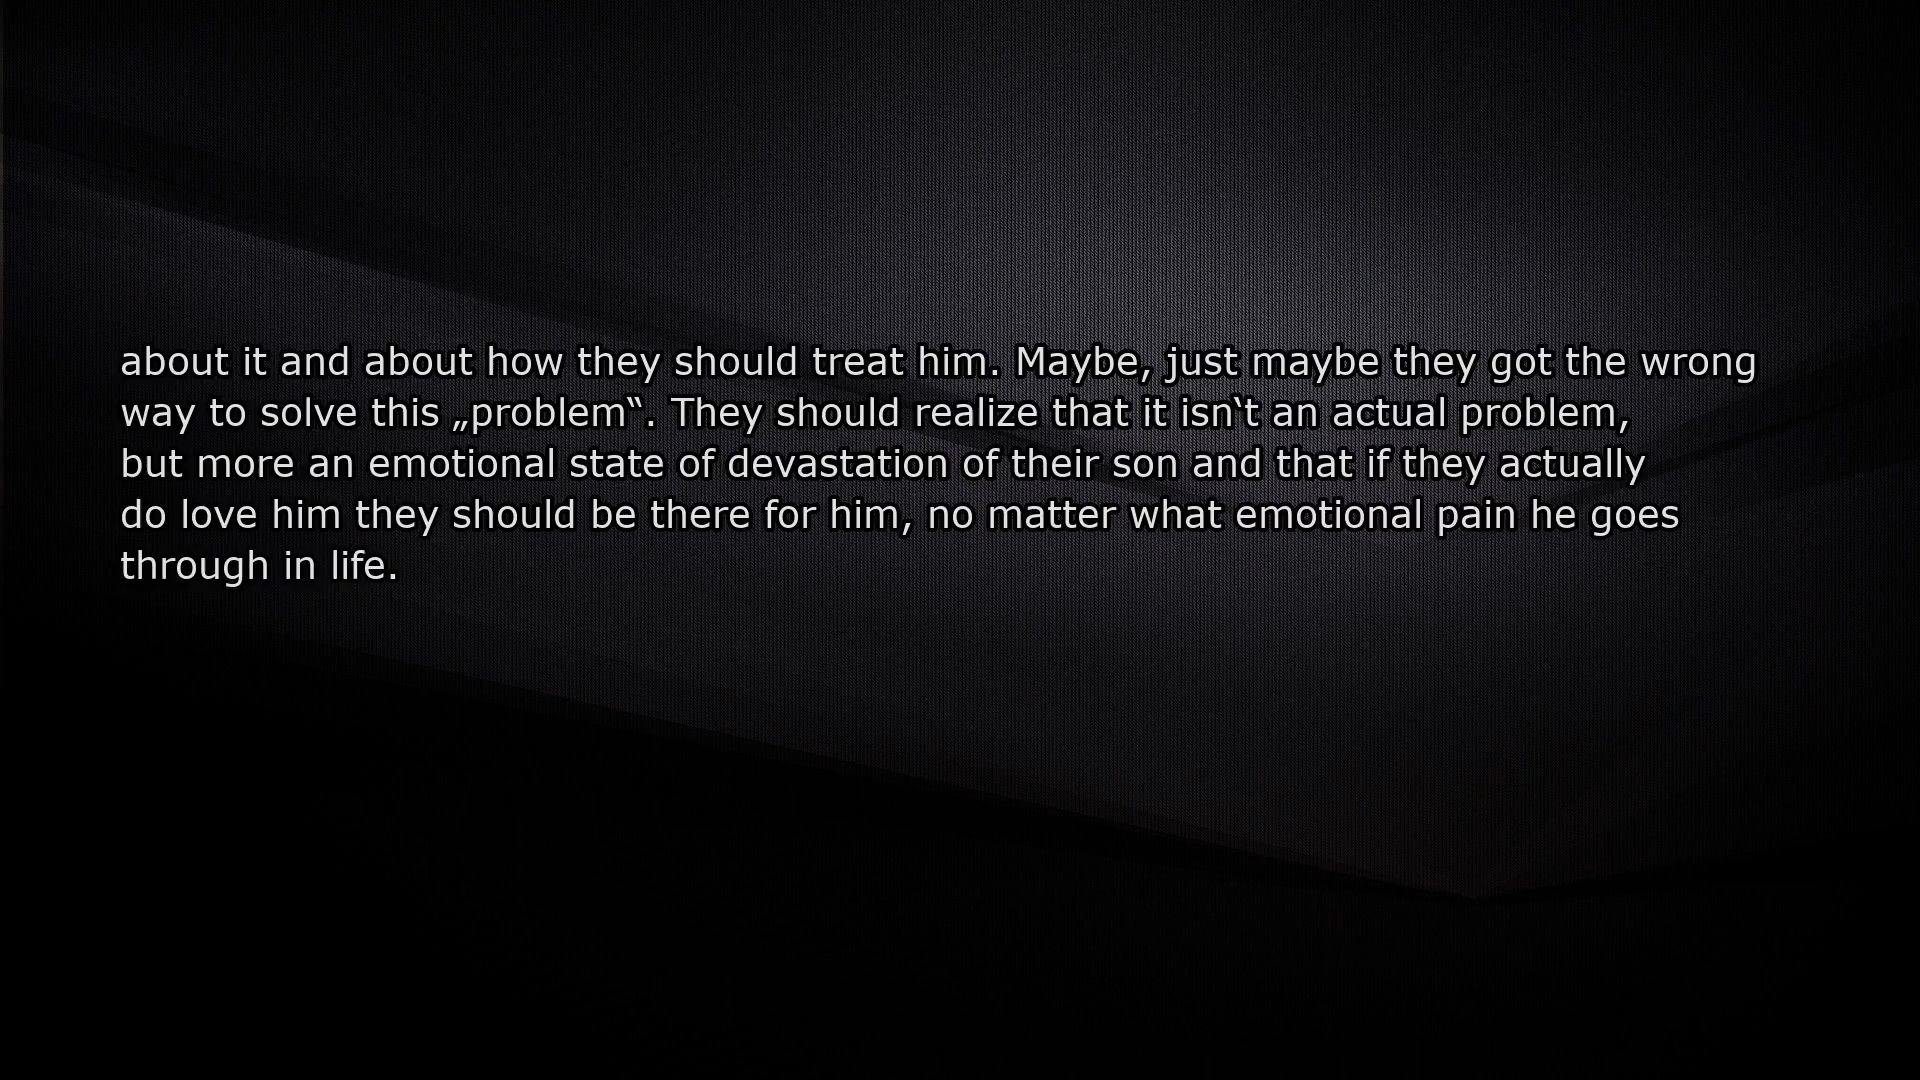 about it and about how they should treat him. Maybe, just maybe they got the wrong
way to solve this „problem‟. They should realize that it isn‛t an actual problem,
but more an emotional state of devastation of their son and that if they actually
do love him they should be there for him, no matter what emotional pain he goes
through in life.